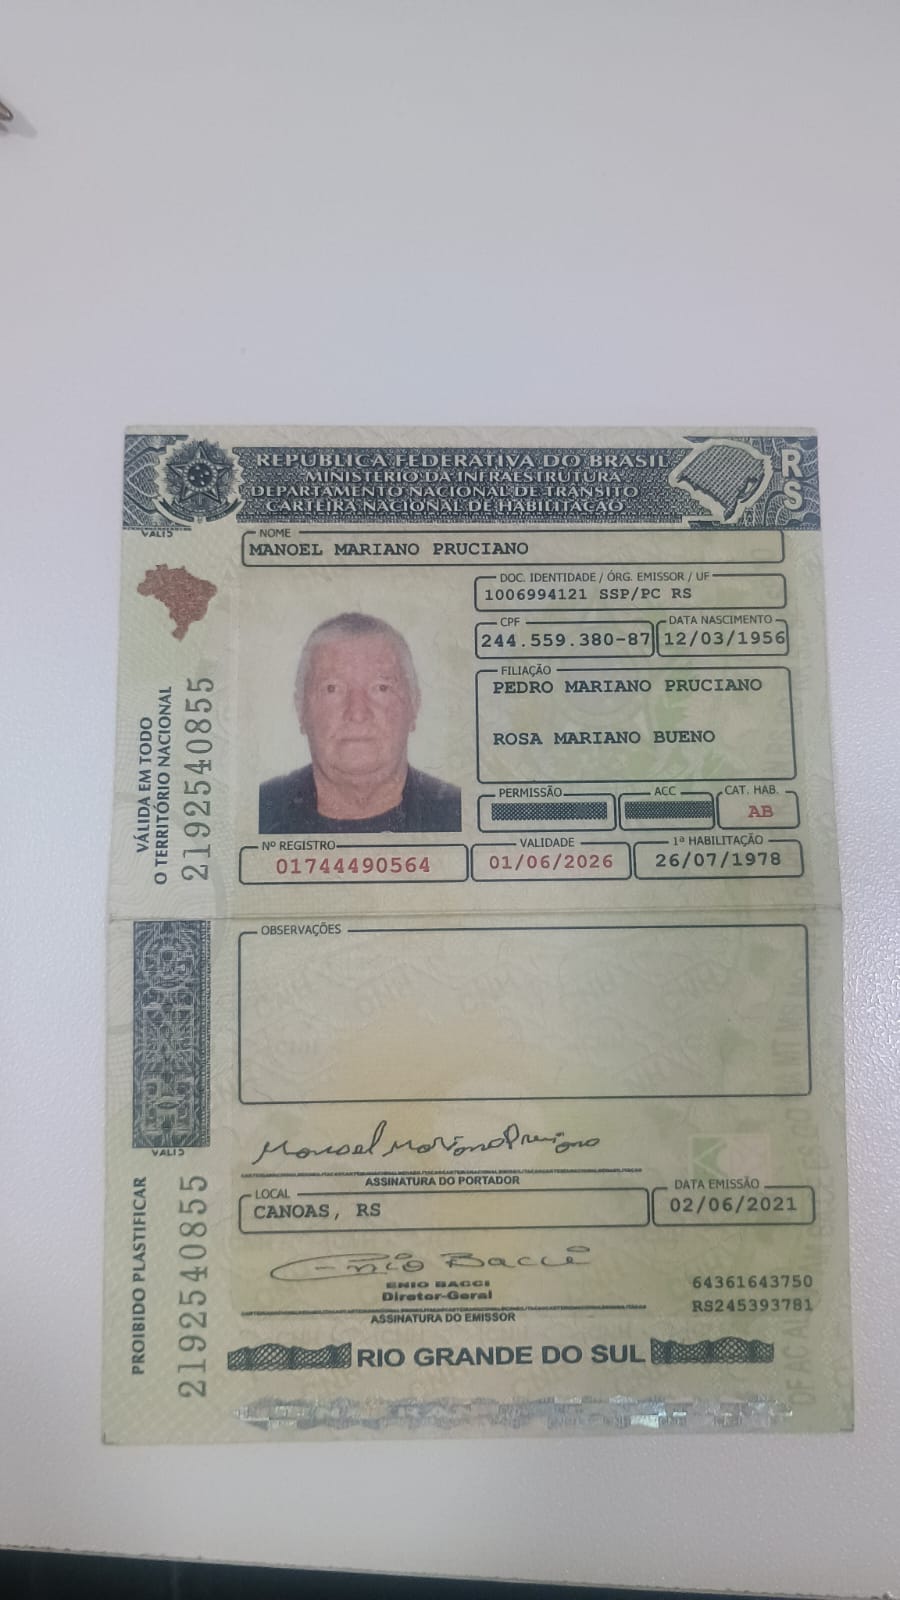 REPÚBLICA FEDERATIVA DO BRASIL
MINISTÉRIO DA INFRAESTRUTURA
DEPARTAMENTO NACIONAL DE TRÂNSITO
CARTEIRA NACIONAL DE HABILITAÇÃO
RS
NOME
MANOEL MARIANO PRUCIANO
DOC. IDENTIDADE / ÓRG. EMISSOR / UF
1006994121 SSP/PC RS
CPF
244.559.380-87
DATA NASCIMENTO
12/03/1956
FILIAÇÃO
PEDRO MARIANO PRUCIANO
ROSA MARIANO BUENO
PERMISSÃO
ACC
CAT. HAB.
AB
Nº REGISTRO
01744490564
VALIDADE
01/06/2026
1ª HABILITAÇÃO
26/07/1978
VÁLIDA EM TODO
O TERRITÓRIO NACIONAL
2192540855
OBSERVAÇÕES
Manoel Mariano Pruciano
ASSINATURA DO PORTADOR
LOCAL
CANOAS, RS
DATA EMISSÃO
02/06/2021
Enio Bacci
ENIO BACCI
Diretor-Geral
ASSINATURA DO EMISSOR
64361643750
RS245393781
PROIBIDO PLASTIFICAR
2192540855
RIO GRANDE DO SUL